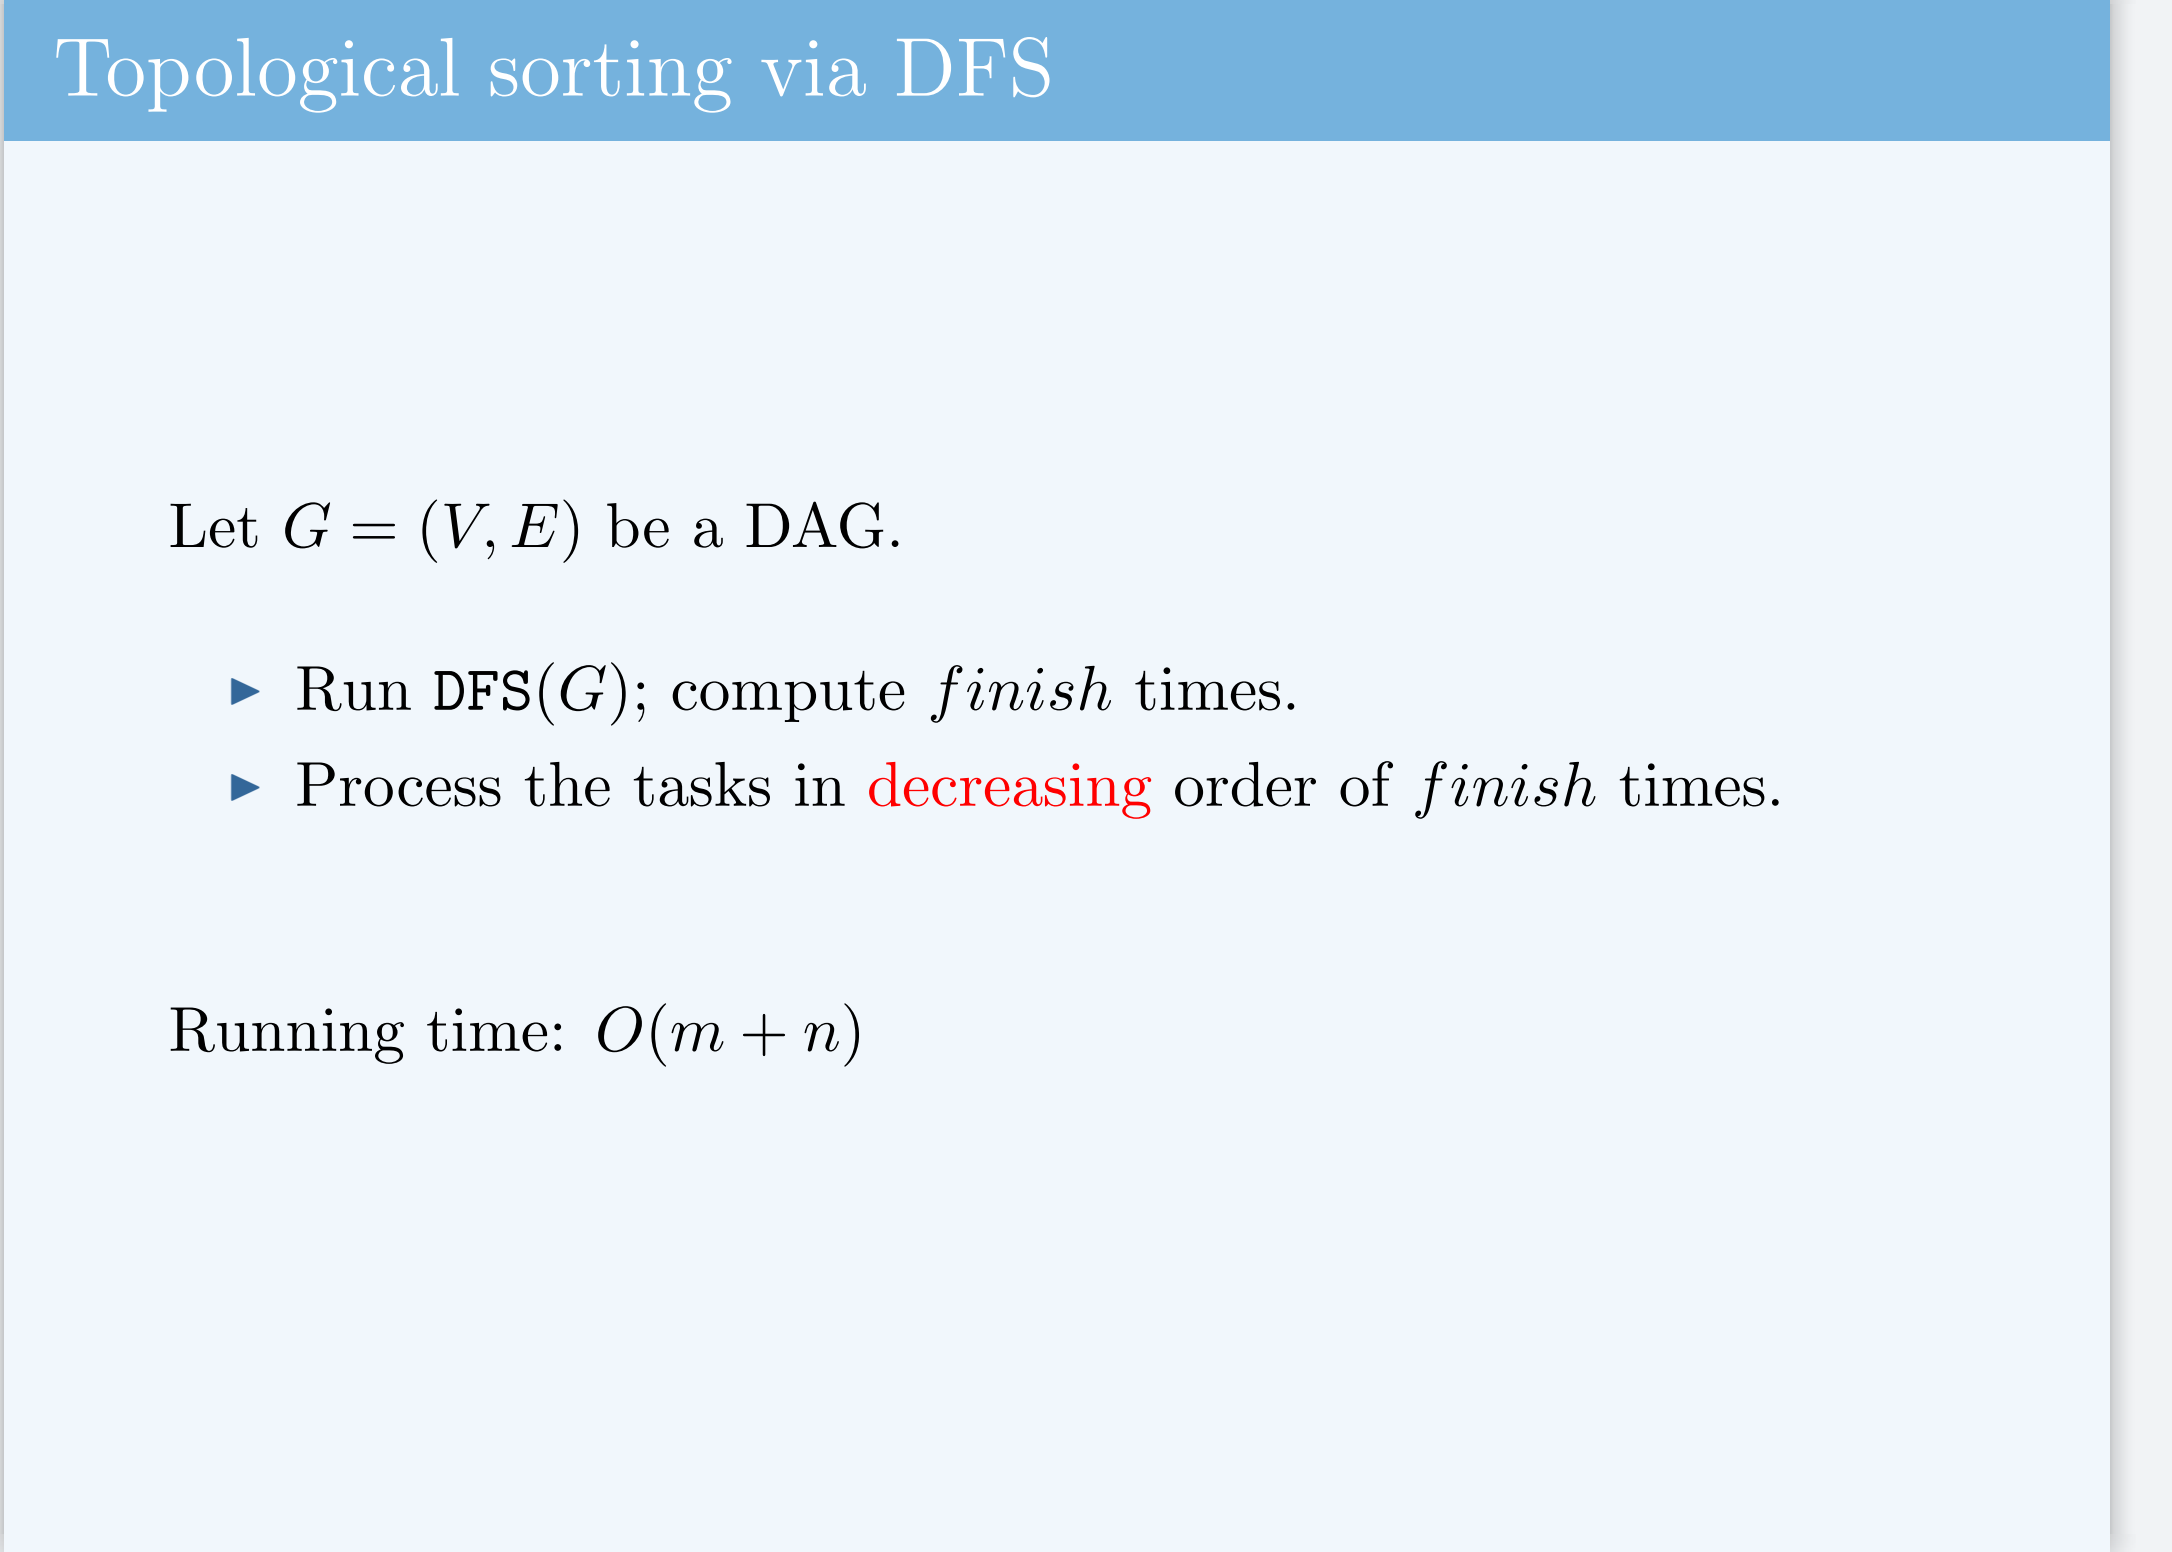 Topological sorting via DFS
Let G = (V, E) be a DAG.
▶ Run DFS(G); compute finish times.
▶ Process the tasks in decreasing order of finish times.
Running time: O(m + n)